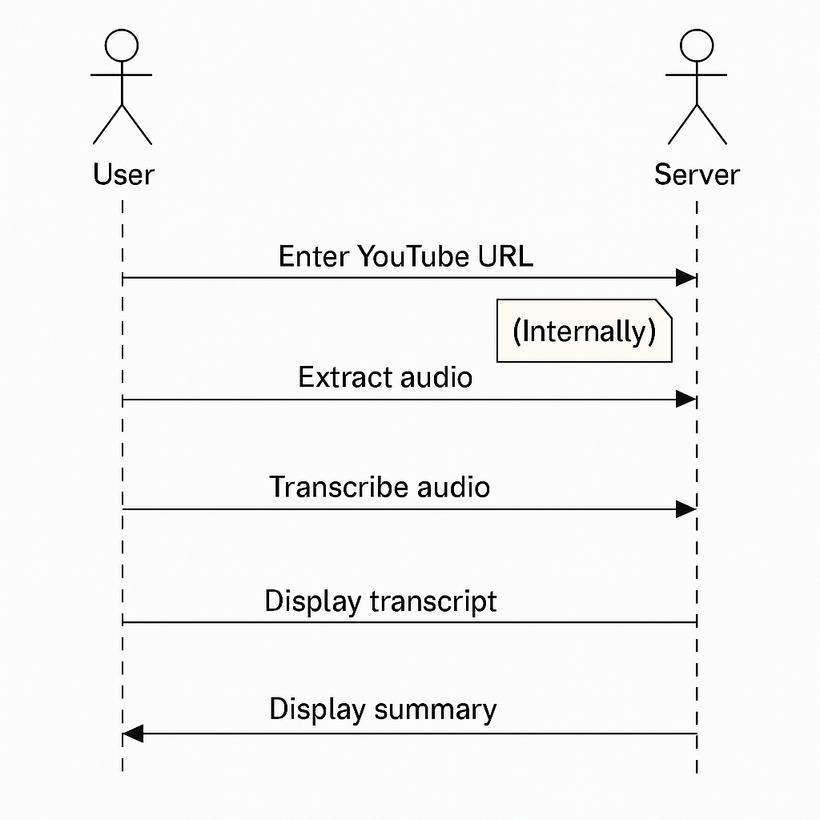 User
Server
Enter YouTube URL
(Internally)
Extract audio
Transcribe audio
Display transcript
Display summary